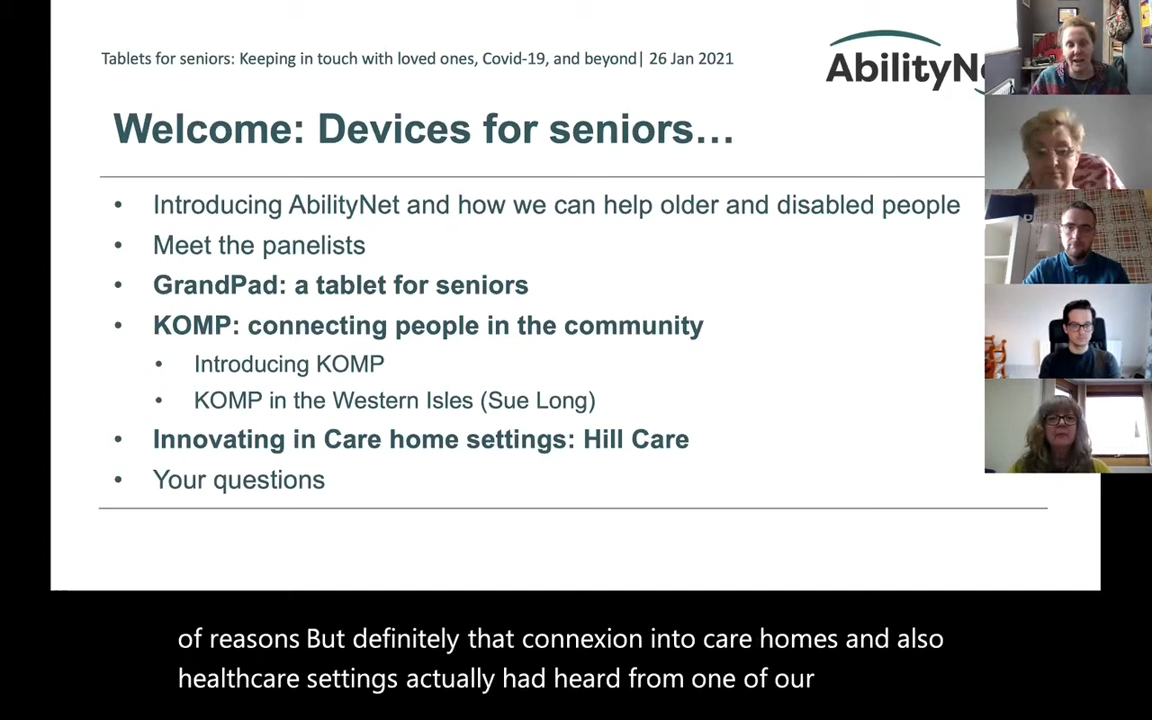 Tablets for seniors: Keeping in touch with loved ones, Covid-19, and beyond| 26 Jan 2021
Welcome: Devices for seniors...
• Introducing AbilityNet and how we can help older and disabled people
• Meet the panelists
• GrandPad: a tablet for seniors
• KOMP: connecting people in the community
• Introducing KOMP
• KOMP in the Western Isles (Sue Long)
• Innovating in Care home settings: Hill Care
• Your questions
of reasons But definitely that connexion into care homes and also
healthcare settings actually had heard from one of our